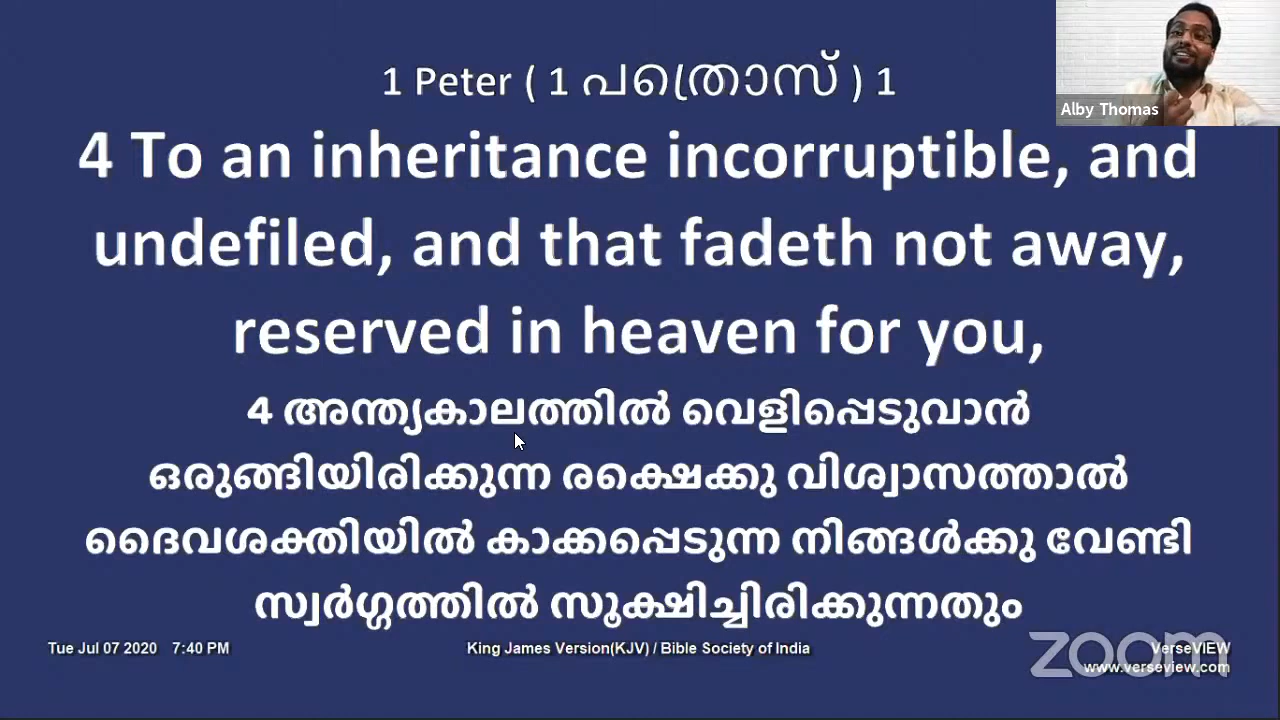 1 Peter ( 1 പത്രൊസ് ) 1
Alby Thomas
4 To an inheritance incorruptible, and
undefiled, and that fadeth not away,
reserved in heaven for you,
4 അന്ത്യകാലത്തിൽ വെളിപ്പെടുവാൻ
ഒരുങ്ങിയിരിക്കുന്ന രക്ഷെക്കു വിശ്വാസത്താൽ
ദൈവശക്തിയിൽ കാക്കപ്പെടുന്ന നിങ്ങൾക്കു വേണ്ടി
സ്വർഗ്ഗത്തിൽ സൂക്ഷിച്ചിരിക്കുന്നതും
Tue Jul 07 2020 7:40 PM
King James Version(KJV) / Bible Society of India
VerseVIEW
www.verseview.com
zoom